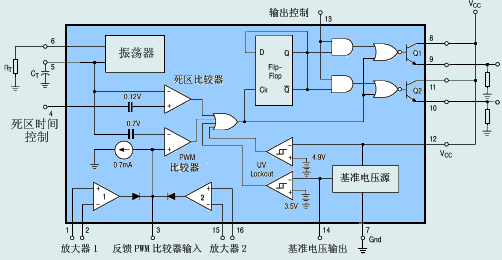 输出控制
13
VCC
6
振荡器
RT
5
CT
4
死区时间
控制
0.12V
死区比较器
0.7V
PWM
比较器
0.7mA
D
Q
Flip-
Flop
Ck
Q
Q1
Q2
8
9
11
10
12
VCC
UV
Lockout
4.9V
3.5V
基准电压源
1
2
1
2
3
15
16
14
7
Gnd
放大器 1
反馈 PWM 比较器输入
放大器 2
基准电压输出